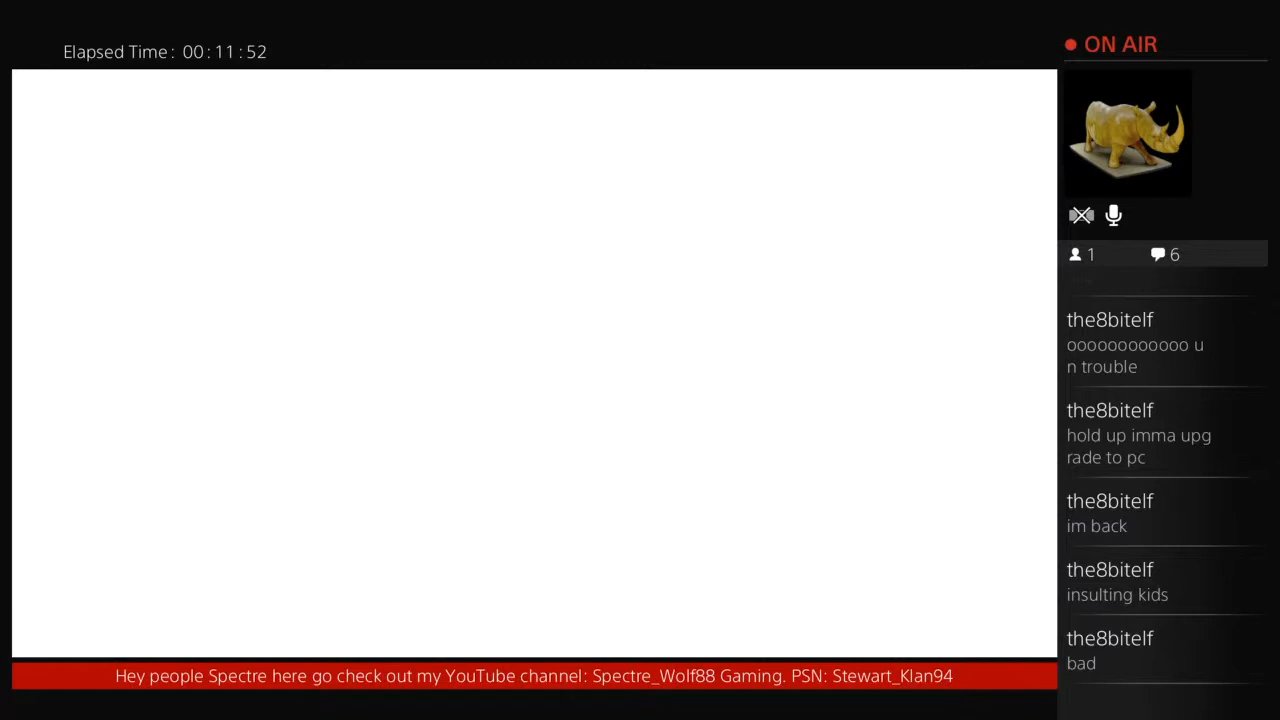 Elapsed Time: 00:11:52
ON AIR
1 6
the8bitelf
oooooooooooo u
n trouble
the8bitelf
hold up imma upg
rade to pc
the8bitelf
im back
the8bitelf
insulting kids
the8bitelf
bad
Hey people Spectre here go check out my YouTube channel: Spectre_Wolf88 Gaming. PSN: Stewart_Klan94